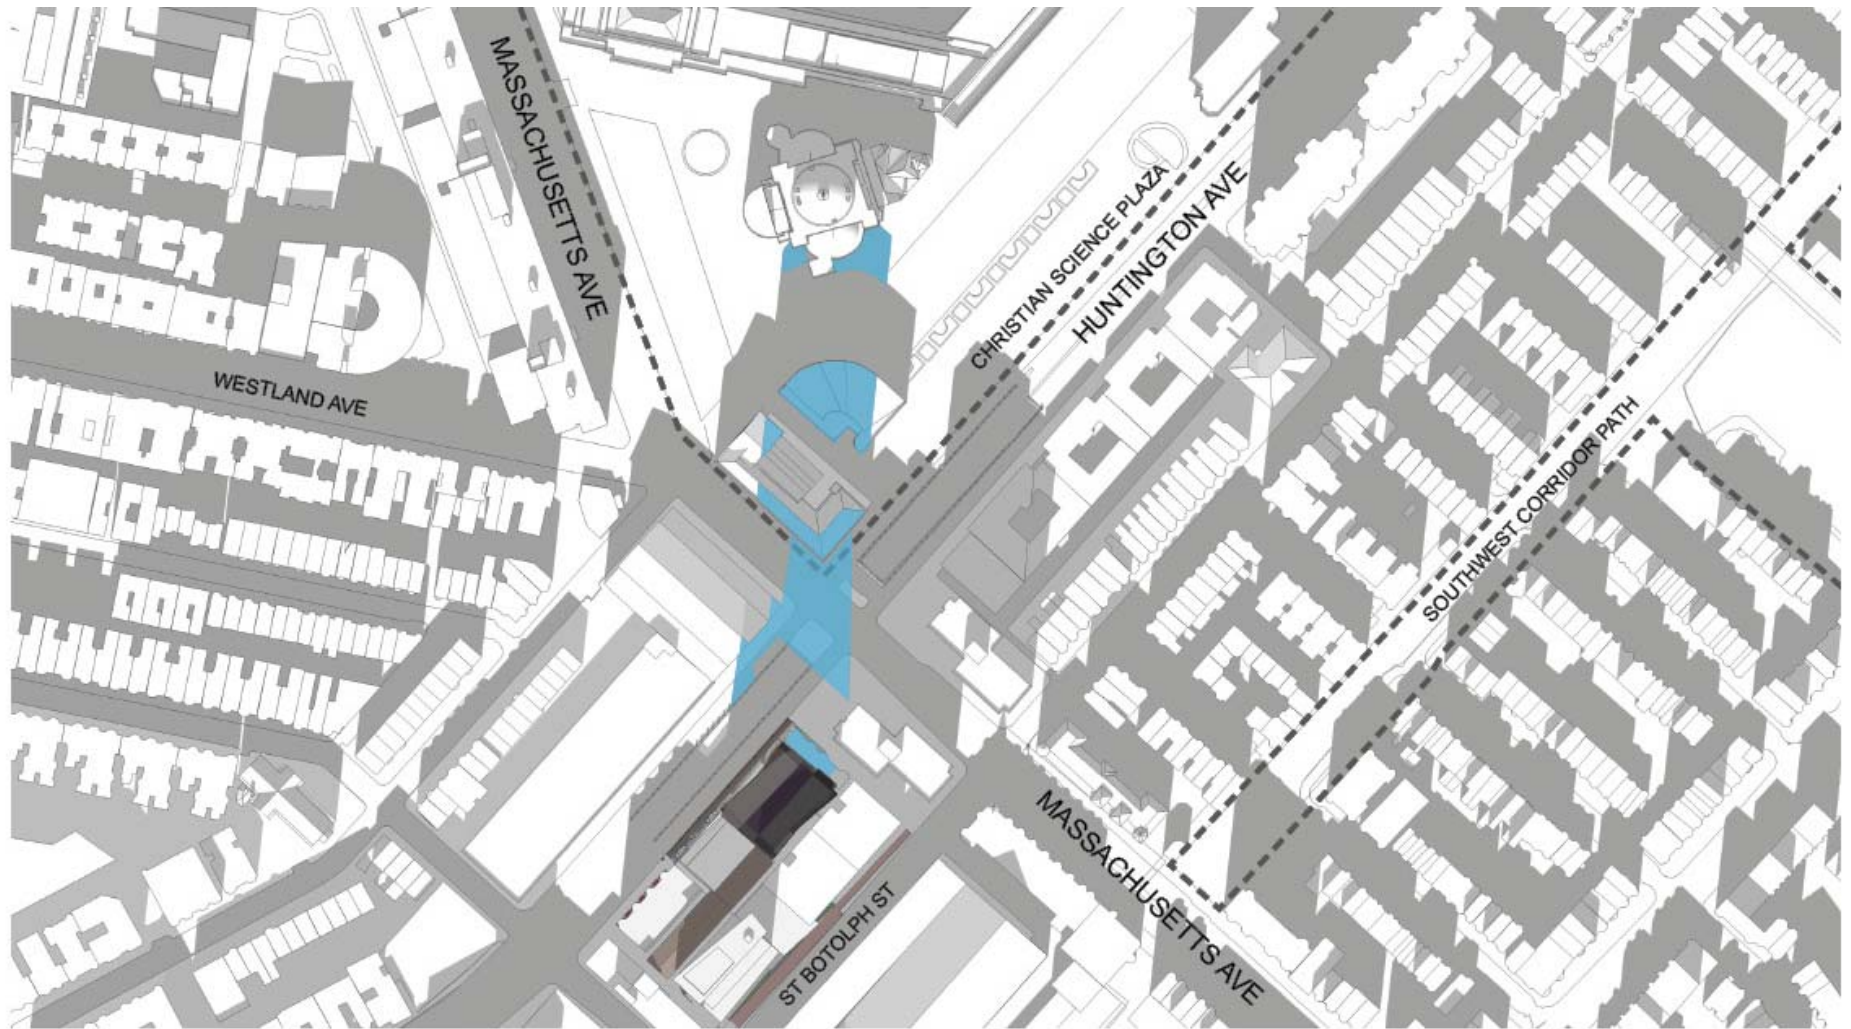 MASSACHUSETTS AVE
CHRISTIAN SCIENCE PLAZA
HUNTINGTON AVE
WESTLAND AVE
SOUTHWEST CORRIDOR PATH
MASSACHUSETTS AVE
ST BOTOLPH ST